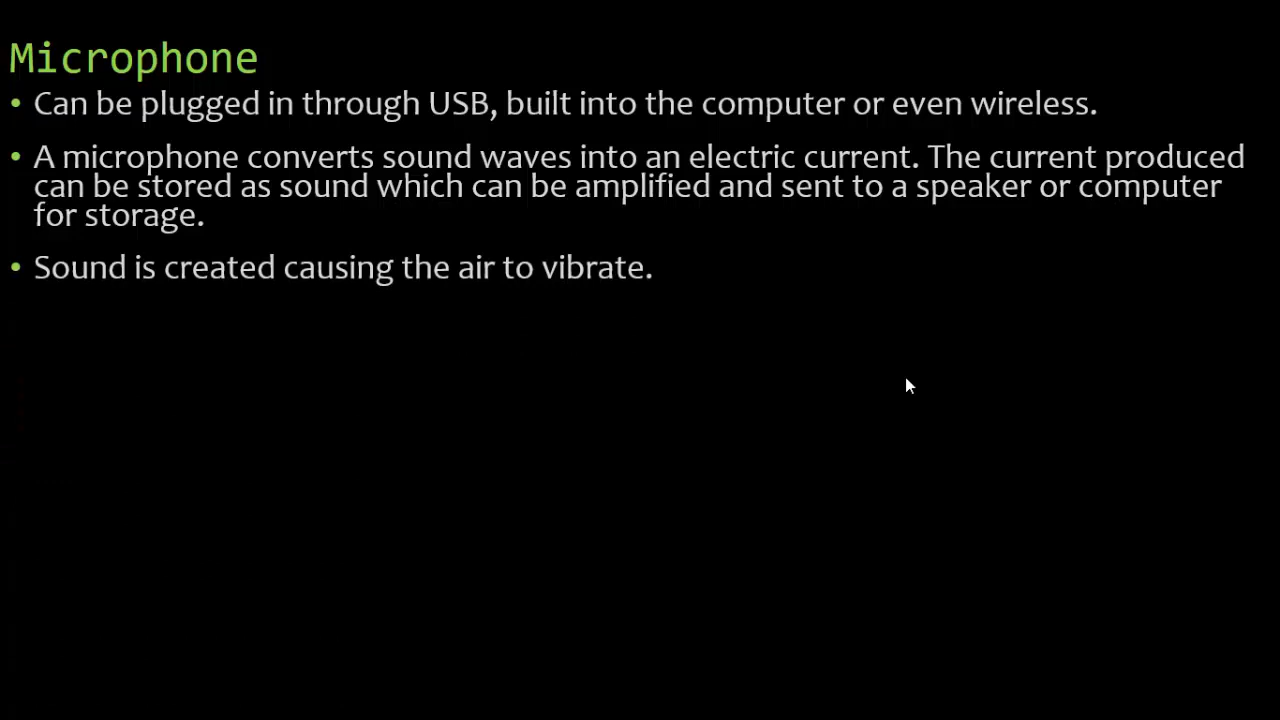 Microphone
• Can be plugged in through USB, built into the computer or even wireless.
• A microphone converts sound waves into an electric current. The current produced
can be stored as sound which can be amplified and sent to a speaker or computer
for storage.
• Sound is created causing the air to vibrate.